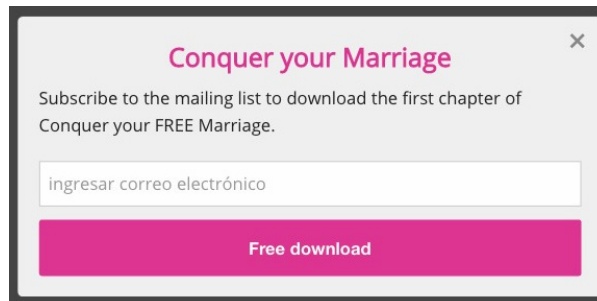 Conquer your Marriage
Subscribe to the mailing list to download the first chapter of
Conquer your FREE Marriage.
ingresar correo electrónico
Free download